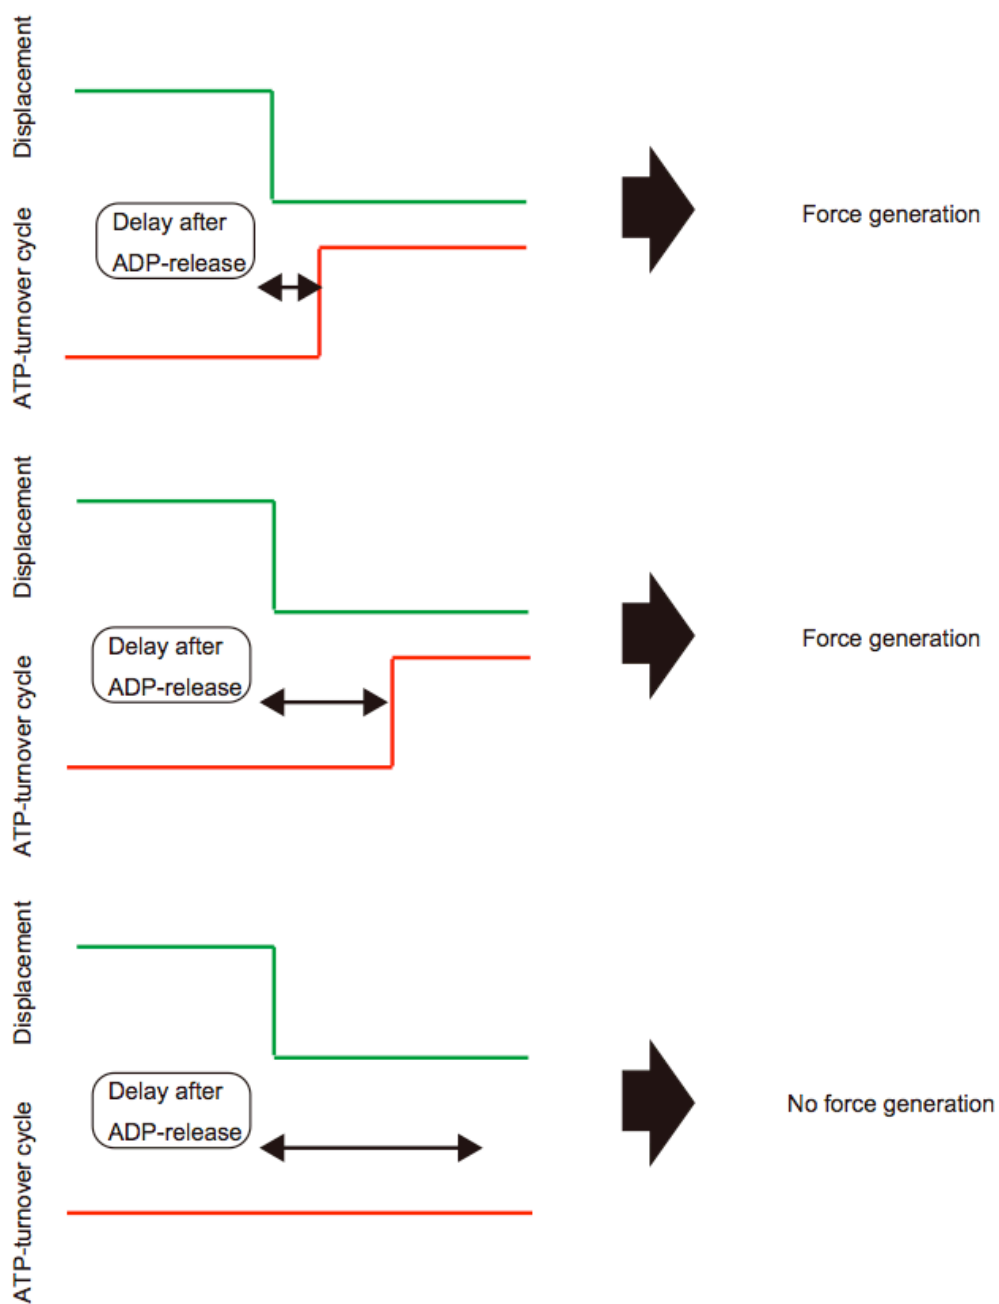 Displacement
ATP-turnover cycle
Delay after
ADP-release
Force generation
Displacement
ATP-turnover cycle
Delay after
ADP-release
Force generation
Displacement
ATP-turnover cycle
Delay after
ADP-release
No force generation